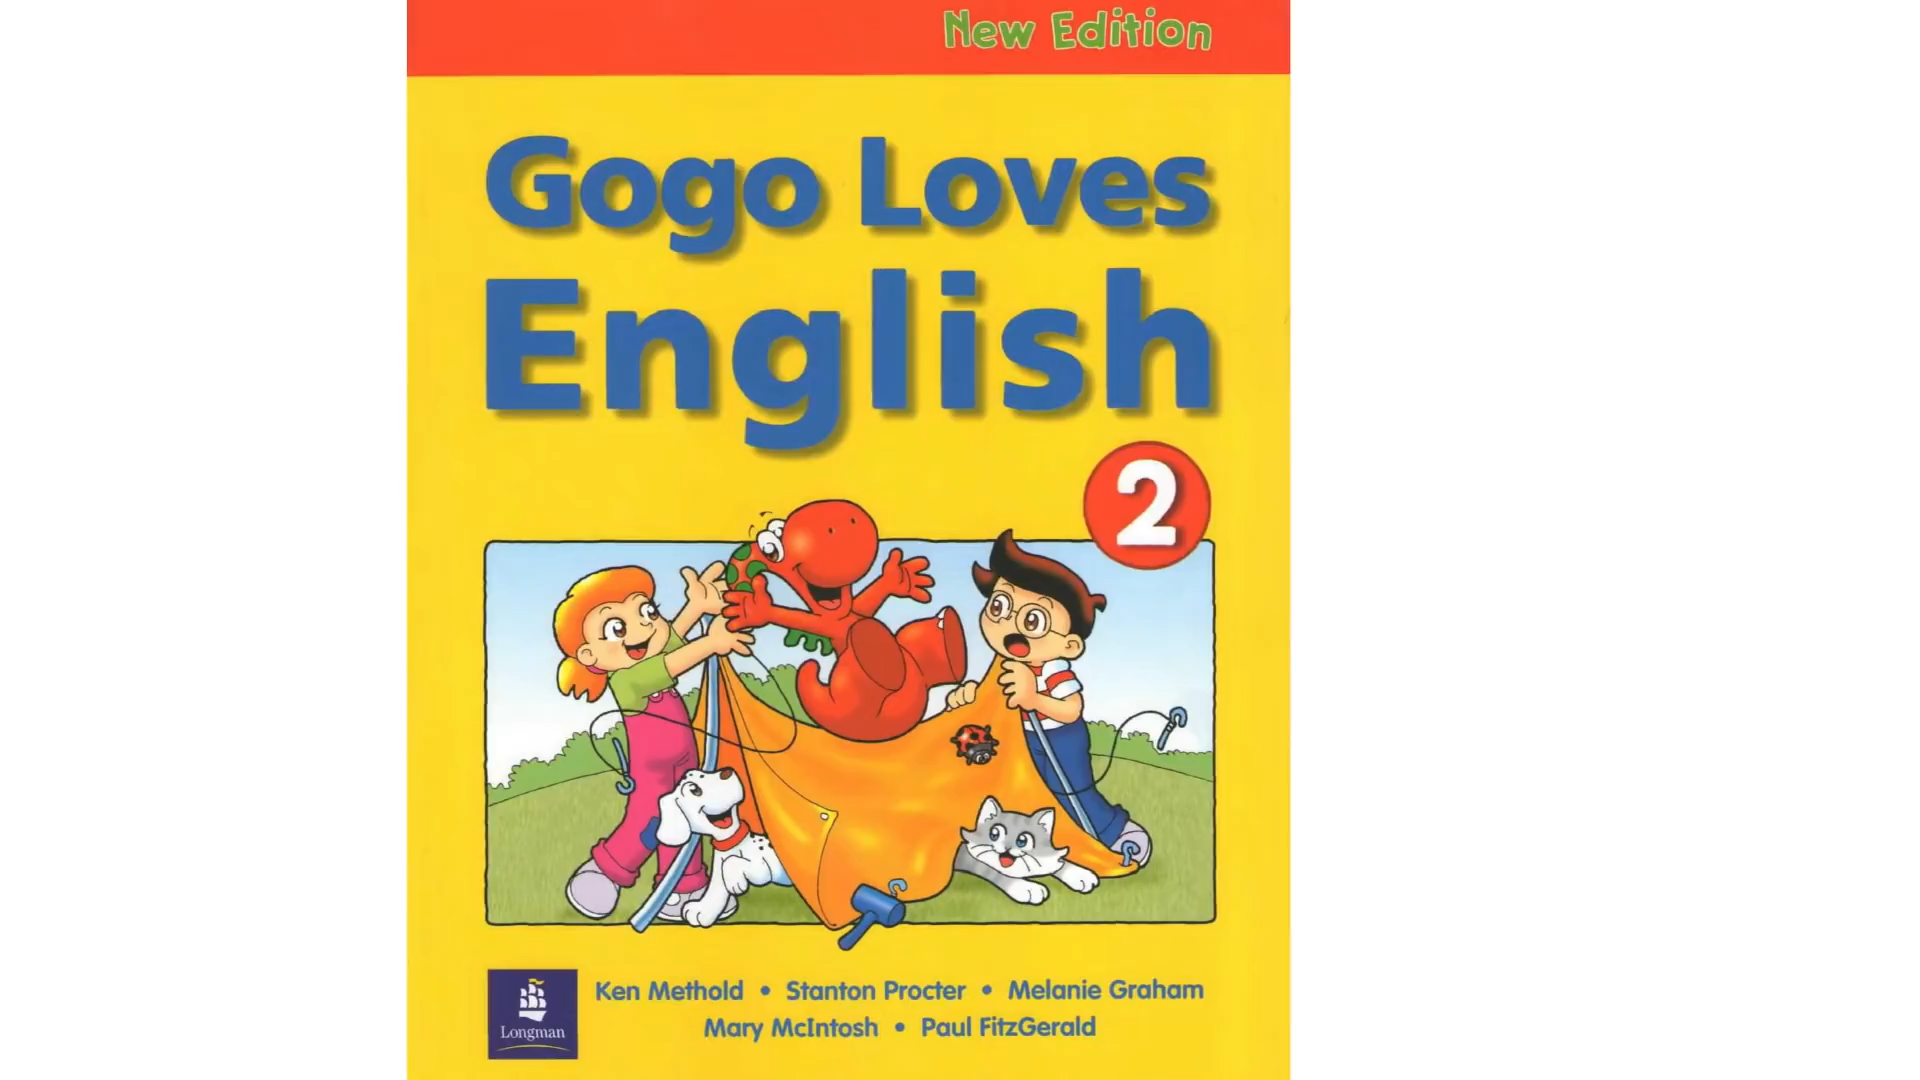 New Edition
Gogo Loves
English
2
Ken Methold • Stanton Procter • Melanie Graham
Mary McIntosh • Paul FitzGerald
Longman